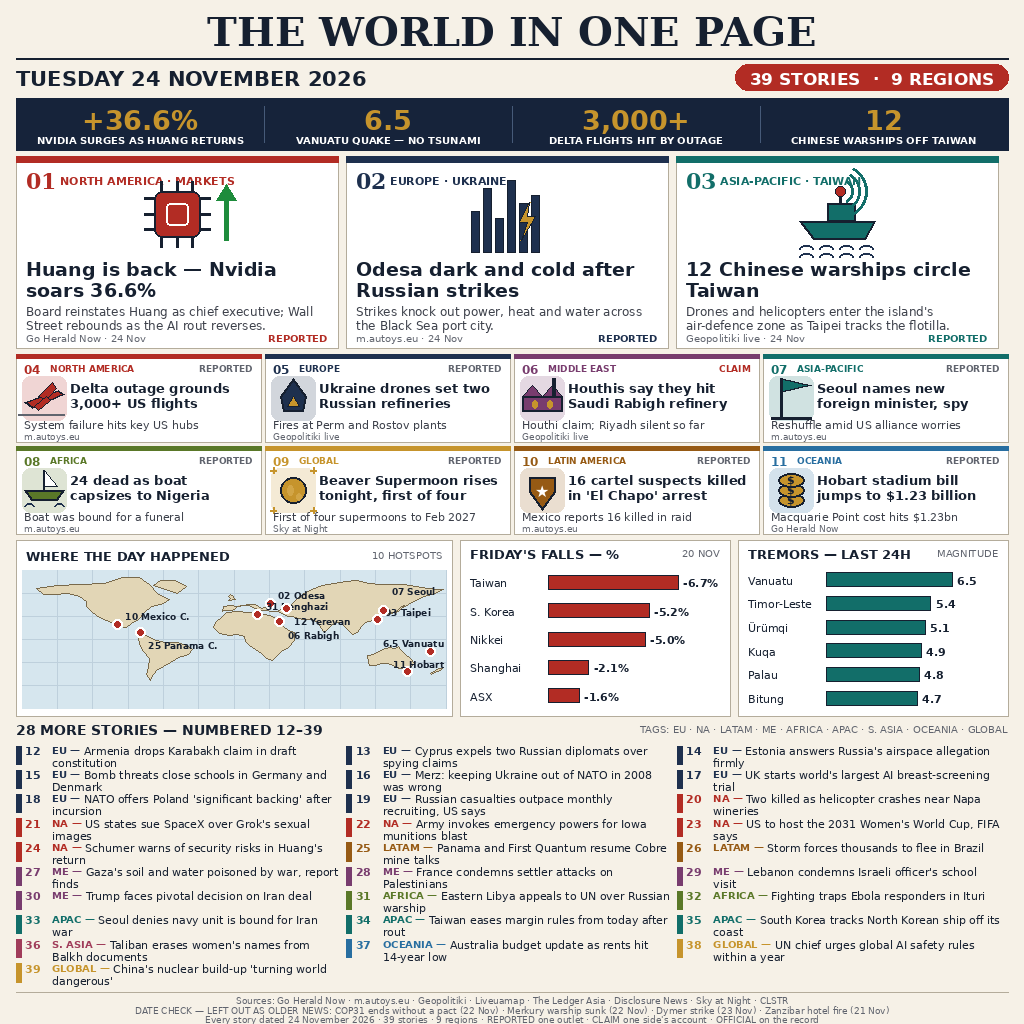 THE WORLD IN ONE PAGE
TUESDAY 24 NOVEMBER 2026
39 STORIES · 9 REGIONS
+36.6%
NVIDIA SURGES AS HUANG RETURNS
6.5
VANUATU QUAKE — NO TSUNAMI
3,000+
DELTA FLIGHTS HIT BY OUTAGE
12
CHINESE WARSHIPS OFF TAIWAN
01 NORTH AMERICA · MARKETS
Huang is back — Nvidia
soars 36.6%
Board reinstates Huang as chief executive; Wall
Street rebounds as the AI rout reverses.
Go Herald Now · 24 Nov
REPORTED
02 EUROPE · UKRAINE
Odesa dark and cold after
Russian strikes
Strikes knock out power, heat and water across
the Black Sea port city.
m.autoys.eu · 24 Nov
REPORTED
03 ASIA-PACIFIC · TAIWAN
12 Chinese warships circle
Taiwan
Drones and helicopters enter the island's
air-defence zone as Taipei tracks the flotilla.
Geopolitiki live · 24 Nov
REPORTED
04 NORTH AMERICA REPORTED
Delta outage grounds
3,000+ US flights
System failure hits key US hubs
m.autoys.eu
05 EUROPE REPORTED
Ukraine drones set two
Russian refineries
Fires at Perm and Rostov plants
Geopolitiki live
06 MIDDLE EAST CLAIM
Houthis say they hit
Saudi Rabigh refinery
Houthi claim; Riyadh silent so far
Geopolitiki live
07 ASIA-PACIFIC REPORTED
Seoul names new
foreign minister, spy
Reshuffle amid US alliance worries
m.autoys.eu
08 AFRICA REPORTED
24 dead as boat
capsizes to Nigeria
Boat was bound for a funeral
m.autoys.eu
09 GLOBAL REPORTED
Beaver Supermoon rises
tonight, first of four
First of four supermoons to Feb 2027
Sky at Night
10 LATIN AMERICA REPORTED
16 cartel suspects killed
in 'El Chapo' arrest
Mexico reports 16 killed in raid
m.autoys.eu
11 OCEANIA REPORTED
Hobart stadium bill
jumps to $1.23 billion
Macquarie Point cost hits $1.23bn
Go Herald Now
WHERE THE DAY HAPPENED
10 HOTSPOTS
07 Seoul
02 Odesa
31 Benghazi
03 Taipei
10 Mexico C.
12 Yerevan
06 Rabigh
25 Panama C.
6.5 Vanuatu
11 Hobart
FRIDAY'S FALLS — %
20 NOV
Taiwan -6.7%
S. Korea -5.2%
Nikkei -5.0%
Shanghai -2.1%
ASX -1.6%
TREMORS — LAST 24H
MAGNITUDE
Vanuatu 6.5
Timor-Leste 5.4
Ürümqi 5.1
Kuqa 4.9
Palau 4.8
Bitung 4.7
28 MORE STORIES — NUMBERED 12–39
TAGS: EU · NA · LATAM · ME · AFRICA · APAC · S. ASIA · OCEANIA · GLOBAL
12 EU — Armenia drops Karabakh claim in draft
constitution
13 EU — Cyprus expels two Russian diplomats over
spying claims
14 EU — Estonia answers Russia's airspace allegation
firmly
15 EU — Bomb threats close schools in Germany and
Denmark
16 EU — Merz: keeping Ukraine out of NATO in 2008
was wrong
17 EU — UK starts world's largest AI breast-screening
trial
18 EU — NATO offers Poland 'significant backing' after
incursion
19 EU — Russian casualties outpace monthly
recruiting, US says
20 NA — Two killed as helicopter crashes near Napa
wineries
21 NA — US states sue SpaceX over Grok's sexual
images
22 NA — Army invokes emergency powers for Iowa
munitions blast
23 NA — US to host the 2031 Women's World Cup, FIFA
says
24 NA — Schumer warns of security risks in Huang's
return
25 LATAM — Panama and First Quantum resume Cobre
mine talks
26 LATAM — Storm forces thousands to flee in Brazil
27 ME — Gaza's soil and water poisoned by war, report
finds
28 ME — France condemns settler attacks on
Palestinians
29 ME — Lebanon condemns Israeli officer's school
visit
30 ME — Trump faces pivotal decision on Iran deal
31 AFRICA — Eastern Libya appeals to UN over Russian
warship
32 AFRICA — Fighting traps Ebola responders in Ituri
33 APAC — Seoul denies navy unit is bound for Iran
war
34 APAC — Taiwan eases margin rules from today after
rout
35 APAC — South Korea tracks North Korean ship off its
coast
36 S. ASIA — Taliban erases women's names from
Balkh documents
37 OCEANIA — Australia budget update as rents hit
14-year low
38 GLOBAL — UN chief urges global AI safety rules
within a year
39 GLOBAL — China's nuclear build-up 'turning world
dangerous'
Sources: Go Herald Now · m.autoys.eu · Geopolitiki · Liveuamap · The Ledger Asia · Disclosure News · Sky at Night · CLSTR
DATE CHECK — LEFT OUT AS OLDER NEWS: COP31 ends without a pact (22 Nov) · Merkury warship sunk (22 Nov) · Dymer strike (23 Nov) · Zanzibar hotel fire (21 Nov)
Every story dated 24 November 2026 · 39 stories · 9 regions · REPORTED one outlet · CLAIM one side's account · OFFICIAL on the record